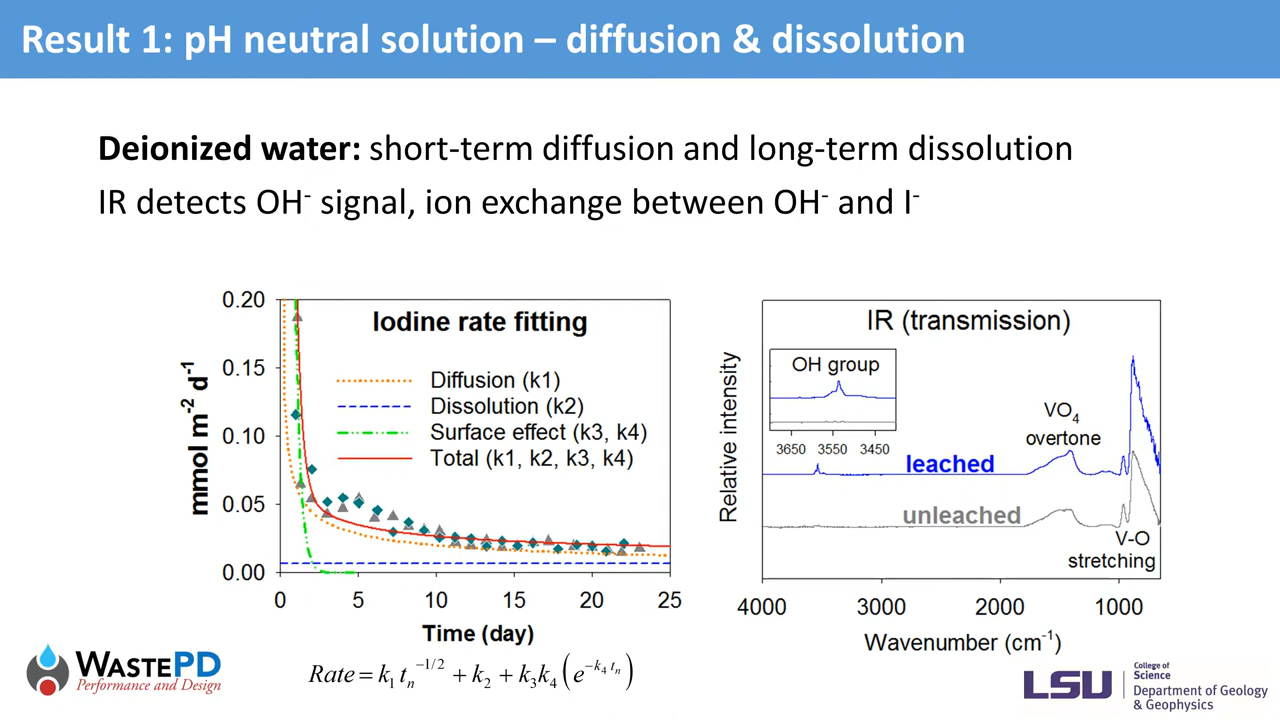 Result 1: pH neutral solution – diffusion & dissolution
Deionized water: short-term diffusion and long-term dissolution
IR detects OH⁻ signal, ion exchange between OH⁻ and I⁻
Iodine rate fitting
Diffusion (k1)
Dissolution (k2)
Surface effect (k3, k4)
Total (k1, k2, k3, k4)
mmol m⁻² d⁻¹
0.20
0.15
0.10
0.05
0.00
0 5 10 15 20 25
Time (day)
Rate = k₁ tₙ^(−1/2) + k₂ + k₃k₄ (e^(−k₄ tₙ))
IR (transmission)
OH group
3650 3550 3450
VO₄
overtone
leached
unleached
V-O
stretching
Relative intensity
4000 3000 2000 1000
Wavenumber (cm⁻¹)
WASTEPD
Performance and Design
LSU
College of
Science
Department of Geology
& Geophysics